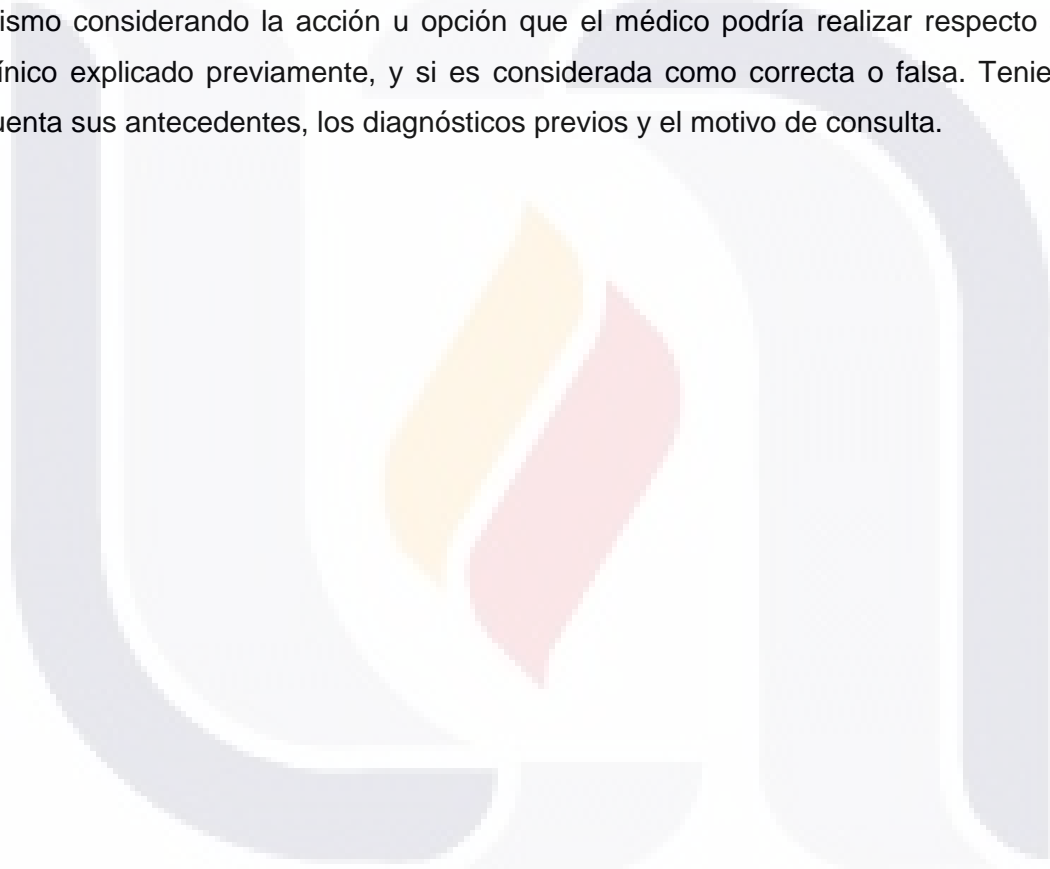 ismo considerando la acción u opción que el médico podría realizar respecto
ínico explicado previamente, y si es considerada como correcta o falsa. Tenie
uenta sus antecedentes, los diagnósticos previos y el motivo de consulta.